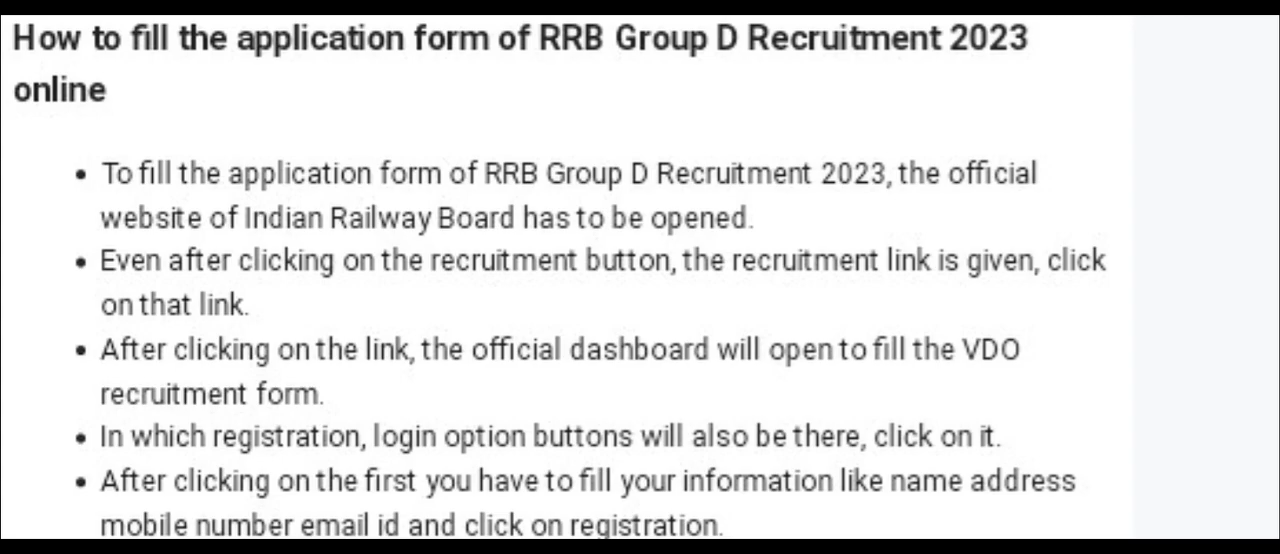 How to fill the application form of RRB Group D Recruitment 2023
online
• To fill the application form of RRB Group D Recruitment 2023, the official
website of Indian Railway Board has to be opened.
• Even after clicking on the recruitment button, the recruitment link is given, click
on that link.
• After clicking on the link, the official dashboard will open to fill the VDO
recruitment form.
• In which registration, login option buttons will also be there, click on it.
• After clicking on the first you have to fill your information like name address
mobile number email id and click on registration.